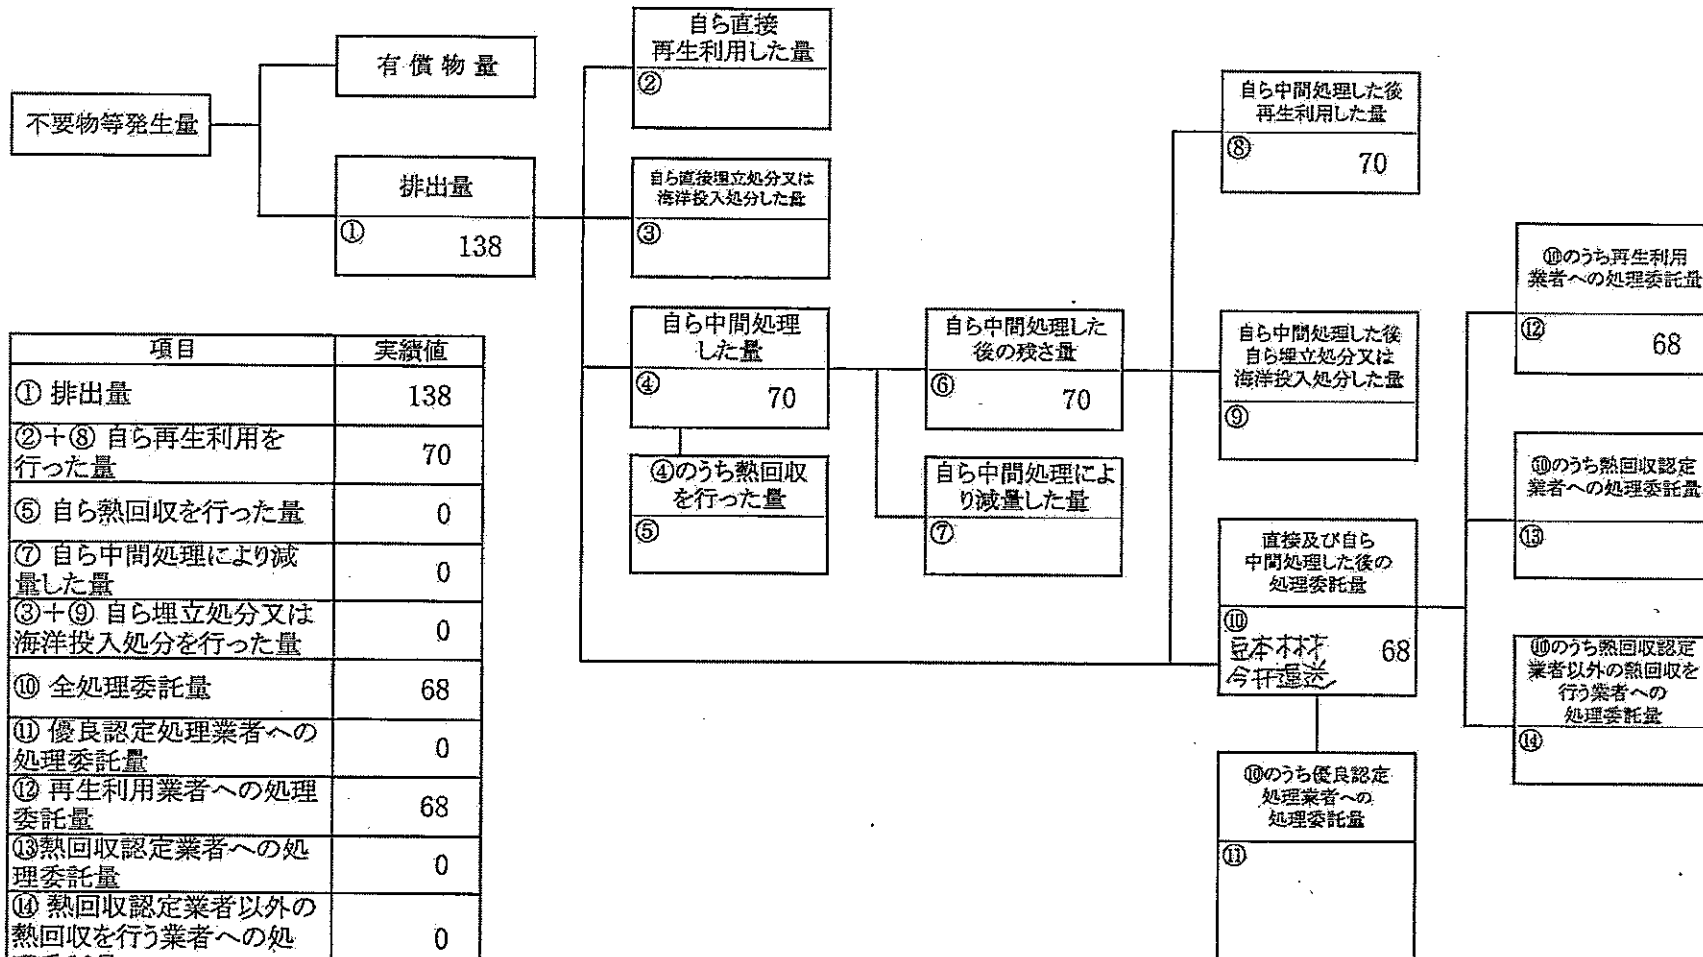 不要物等発生量
有償物量
排出量
①
138
自ら直接
再生利用した量
②
自ら直接埋立処分又は
海洋投入処分した量
③
自ら中間処理
した量
④
70
④のうち熱回収
を行った量
⑤
自ら中間処理した
後の残さ量
⑥
70
自ら中間処理によ
り減量した量
⑦
自ら中間処理した後
再生利用した量
⑧
70
自ら中間処理した後
自ら埋立処分又は
海洋投入処分した量
⑨
直接及び自ら
中間処理した後の
処理委託量
⑩
68
⑩のうち優良認定
処理業者への
処理委託量
⑪
⑩のうち再生利用
業者への処理委託量
⑫
68
⑩のうち熱回収認定
業者への処理委託量
⑬
⑩のうち熱回収認定
業者以外の熱回収を
行う業者への
処理委託量
⑭
項目 実績値
① 排出量 138
②+⑧ 自ら再生利用を
行った量 70
⑤ 自ら熱回収を行った量 0
⑦ 自ら中間処理により減
量した量 0
③+⑨ 自ら埋立処分又は
海洋投入処分を行った量 0
⑩ 全処理委託量 68
⑪ 優良認定処理業者への
処理委託量 0
⑫ 再生利用業者への処理
委託量 68
⑬熱回収認定業者への処
理委託量 0
⑭ 熱回収認定業者以外の
熱回収を行う業者への処 0